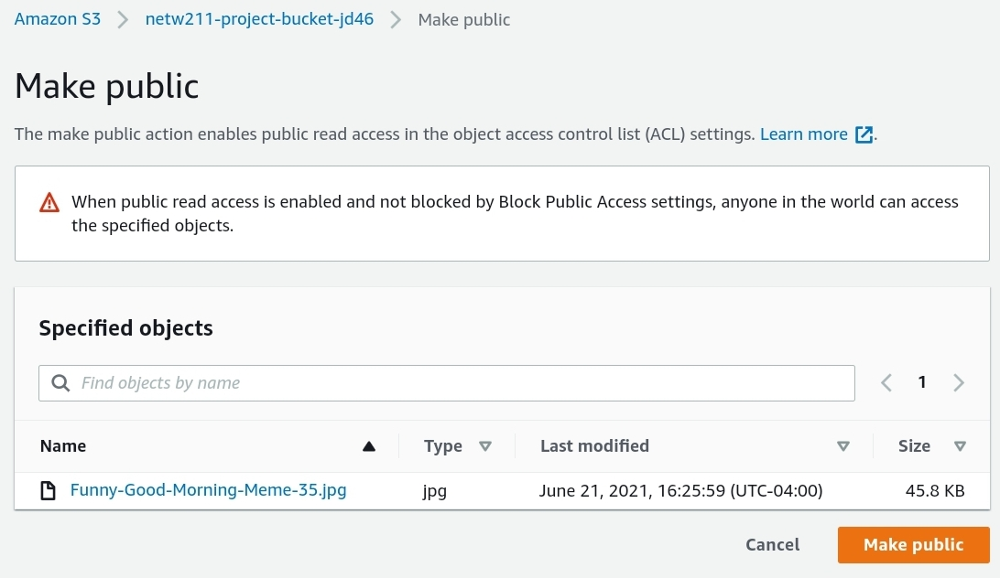 Amazon S3 > netw211-project-bucket-jd46 > Make public
Make public
The make public action enables public read access in the object access control list (ACL) settings. Learn more.
When public read access is enabled and not blocked by Block Public Access settings, anyone in the world can access
the specified objects.
Specified objects
Find objects by name < 1 >
Name Type Last modified Size
Funny-Good-Morning-Meme-35.jpg jpg June 21, 2021, 16:25:59 (UTC-04:00) 45.8 KB
Cancel Make public